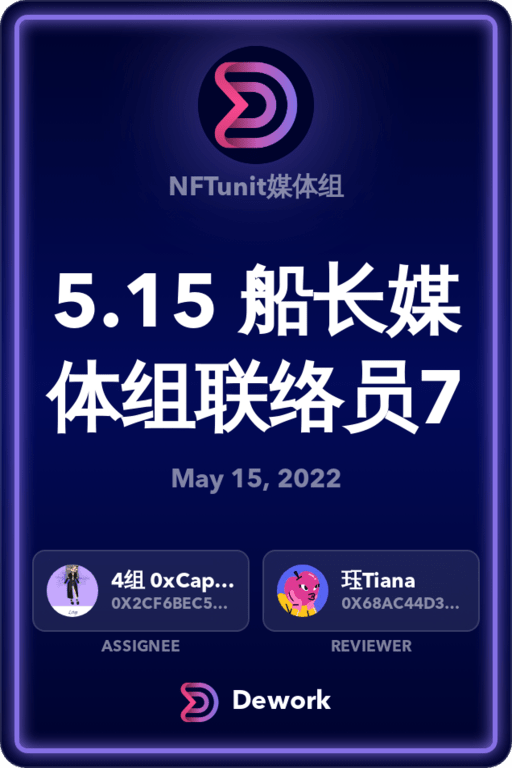 NFTunit媒体组
5.15 船长媒
体组联络员7
May 15, 2022
4组 0xCap...
0X2CF6BEC5...
ASSIGNEE
珏Tiana
0X68AC44D3...
REVIEWER
Dework